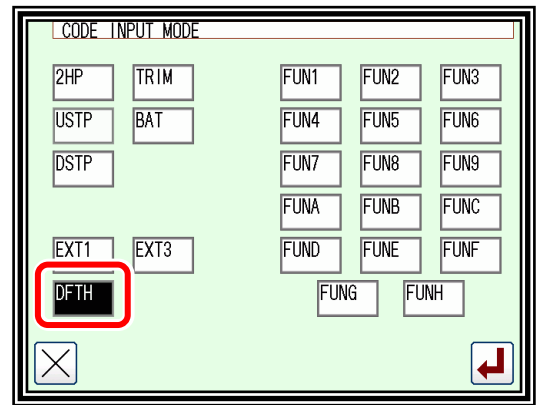 CODE INPUT MODE
2HP TRIM FUN1 FUN2 FUN3
USTP BAT FUN4 FUN5 FUN6
DSTP FUN7 FUN8 FUN9
FUNA FUNB FUNC
EXT1 EXT3 FUND FUNE FUNF
DFTH FUNG FUNH